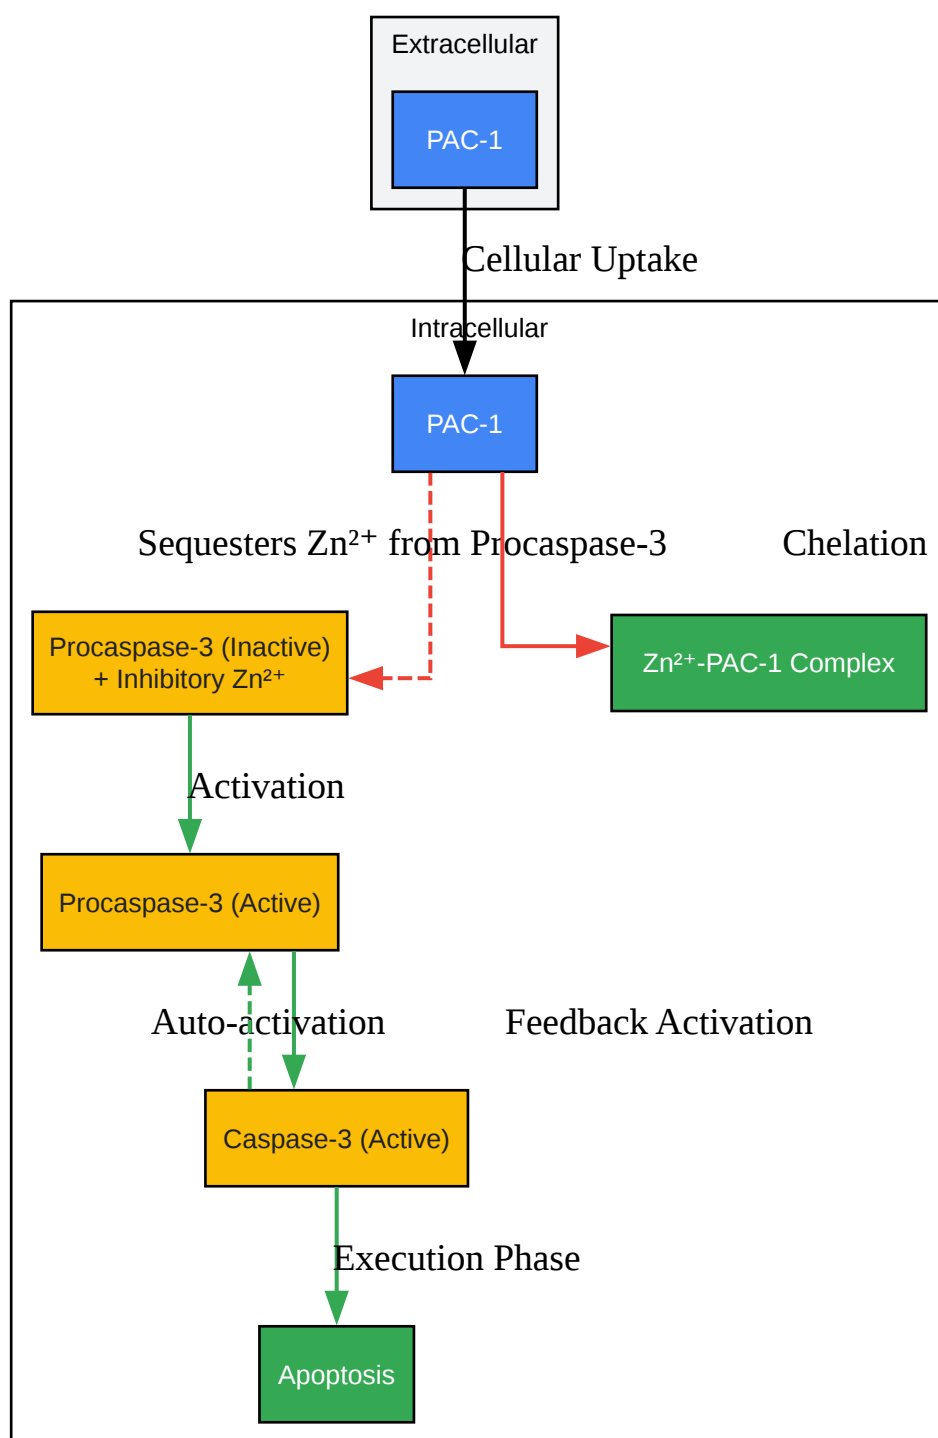 Extracellular
PAC-1
Cellular Uptake
Intracellular
PAC-1
Sequesters Zn²⁺ from Procaspase-3
Chelation
Procaspase-3 (Inactive)
+ Inhibitory Zn²⁺
Zn²⁺-PAC-1 Complex
Activation
Procaspase-3 (Active)
Auto-activation
Feedback Activation
Caspase-3 (Active)
Execution Phase
Apoptosis